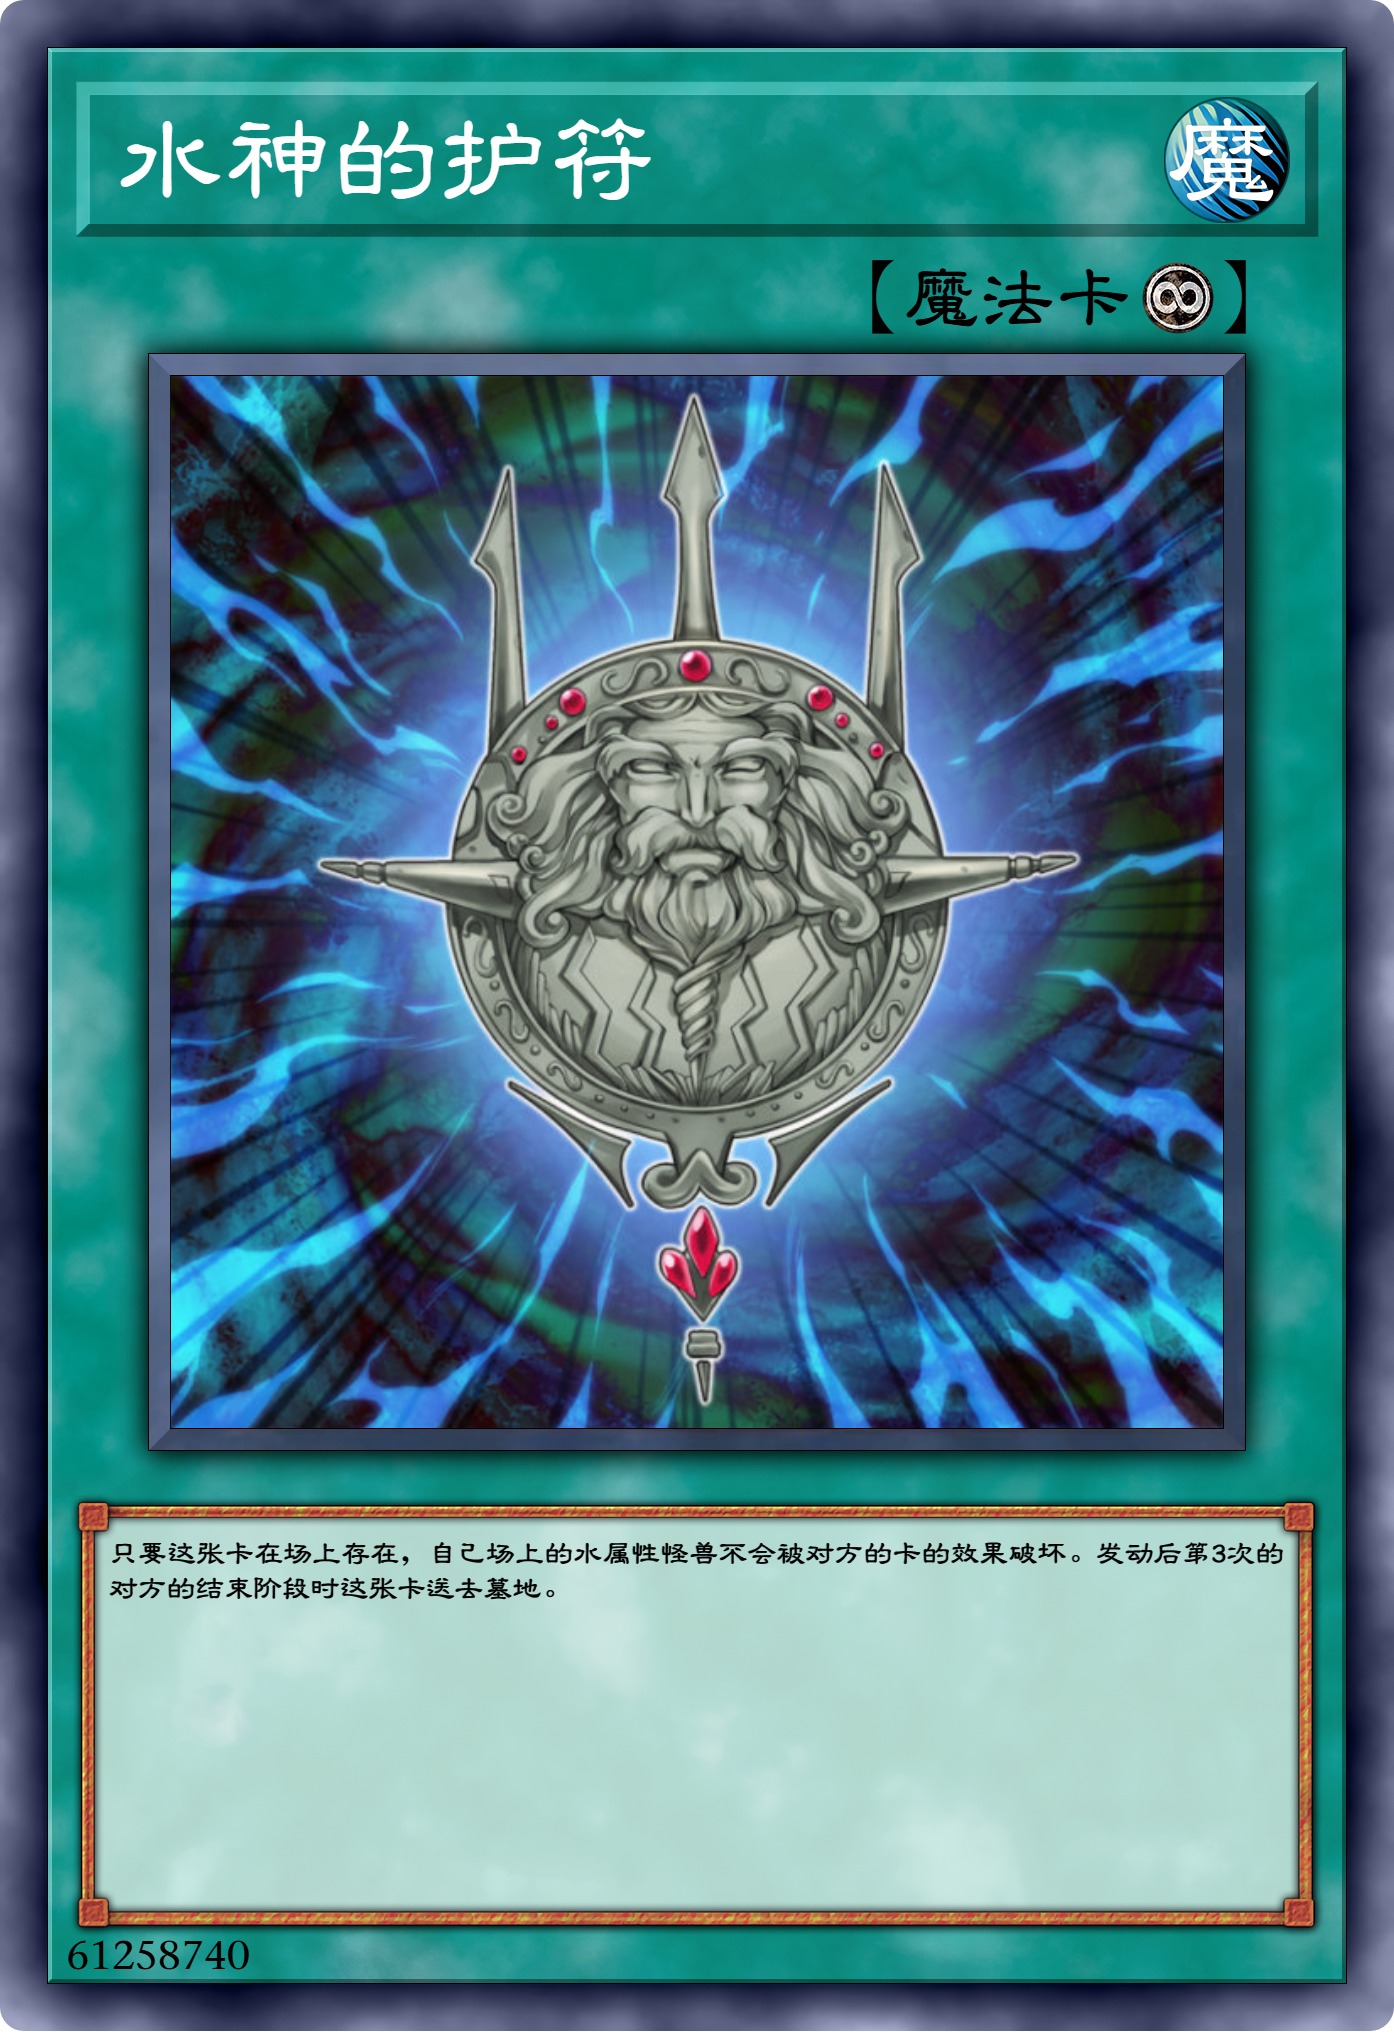 水神的护符
魔
【魔法卡♾】
只要这张卡在场上存在，自己场上的水属性怪兽不会被对方的卡的效果破坏。发动后第3次的
对方的结束阶段时这张卡送去墓地。
61258740